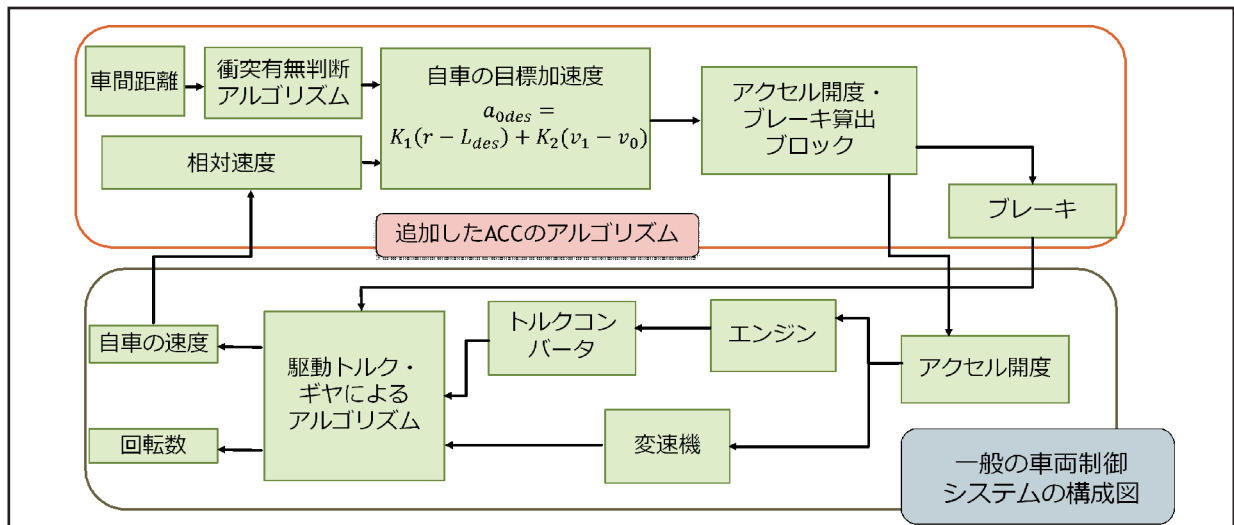 車間距離
衝突有無判断
アルゴリズム
自車の目標加速度
a_{0des} =
K_1(r − L_{des}) + K_2(v_1 − v_0)
アクセル開度・
ブレーキ算出
ブロック
相対速度
ブレーキ
追加したACCのアルゴリズム
自車の速度
駆動トルク・
ギヤによる
アルゴリズム
トルクコン
バータ
エンジン
アクセル開度
回転数
変速機
一般の車両制御
システムの構成図